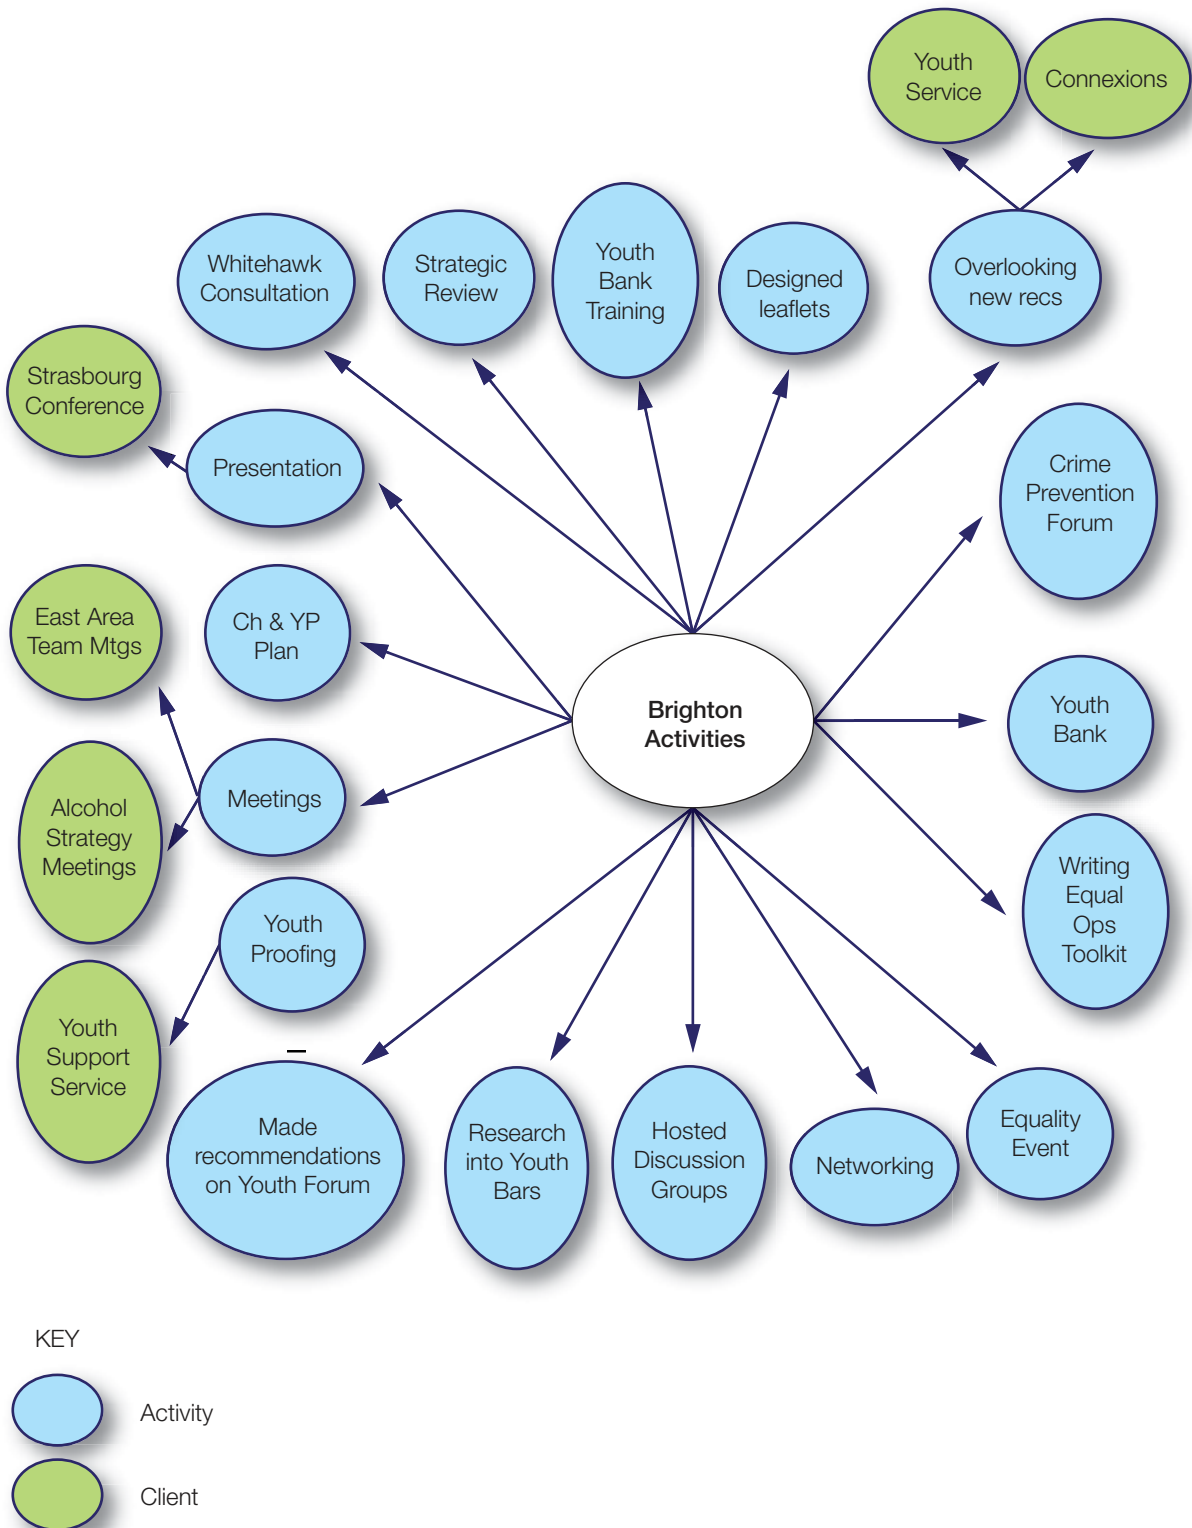 Youth
Service
Connexions
Whitehawk
Consultation
Strategic
Review
Youth
Bank
Training
Designed
leaflets
Overlooking
new recs
Strasbourg
Conference
Presentation
Crime
Prevention
Forum
East Area
Team Mtgs
Ch & YP
Plan
Brighton
Activities
Youth
Bank
Alcohol
Strategy
Meetings
Meetings
Writing
Equal
Ops
Toolkit
Youth
Proofing
Youth
Support
Service
Made
recommendations
on Youth Forum
Research
into Youth
Bars
Hosted
Discussion
Groups
Networking
Equality
Event
KEY
Activity
Client